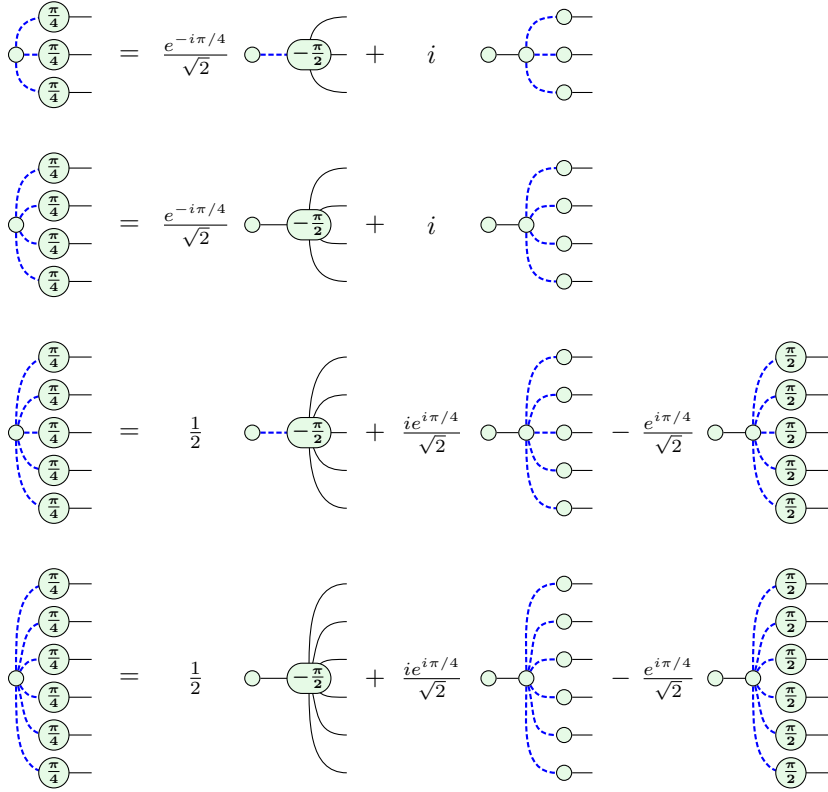 π/4
π/4 = e^{-iπ/4}/√2 -π/2 + i
π/4
π/4
π/4
= e^{-iπ/4}/√2 -π/2 + i
π/4
π/4
π/4 π/2
π/4 π/2
π/4 = 1/2 -π/2 + ie^{iπ/4}/√2 - e^{iπ/4}/√2 π/2
π/4 π/2
π/4 π/2
π/4 π/2
π/4 π/2
π/4 π/2
= 1/2 -π/2 + ie^{iπ/4}/√2 - e^{iπ/4}/√2
π/4 π/2
π/4 π/2
π/4 π/2